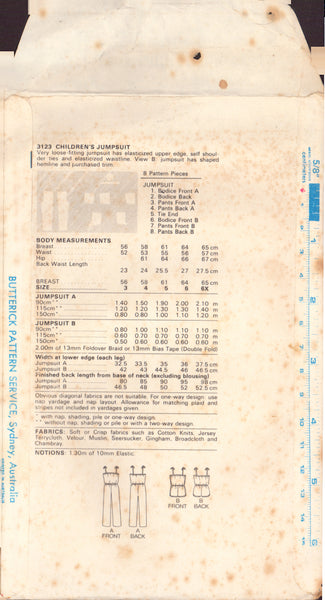 3123 CHILDREN'S JUMPSUIT
Very loose-fitting jumpsuit has elasticized upper edge, self shoul-
der ties and elasticized waistline. View B jumpsuit has shaped
hemline and purchased trim.
8 Pattern Pieces
JUMPSUIT
1. Bodice Front A
2. Bodice Back
3. Pants Front A
4. Pants Back A
5. Tie End
6. Bodice Front B
7. Pants Front B
8. Pants Back B
BODY MEASUREMENTS
Breast 56 58 61 64 65 cm
Waist 52 53 55 56 57 cm
Hip 61 64 66 67 cm
Back Waist Length
23 24 25.5 27 27.5 cm
BREAST 56 58 61 64 65 cm
SIZE 3 4 5 6 6X
JUMPSUIT A
90cm** 1.40 1.50 1.90 2.00 2.10 m
115cm** 1.20 1.20 1.30 1.30 1.40 m
150cm* 0.80 0.80 1.10 1.10 1.20 m
JUMPSUIT B
90cm** 0.80 1.00 1.10 1.10 1.10 m
115cm** 0.60 0.70 0.70 0.70 0.80 m
150cm* 0.50 0.50 0.50 0.60 0.60 m
2.00m of 13mm Foldover Braid or 13mm Bias Tape (Double Fold)
Width at lower edge (each leg)
Jumpsuit A 32.5 33.5 35 36 37.5 cm
Jumpsuit B 42 43 44.5 46 46.5 cm
Finished back length from base of neck (excluding blousing)
Jumpsuit A 80 85 90 95 98 cm
Jumpsuit B 46.5 48 50 52 52.5 cm
Obvious diagonal fabrics are not suitable. For one-way design: use
nap yardage and nap layout. Allowance for matching plaid and
stripes not included in yardages given.
* with nap, shading, pile or one-way design.
**without nap, shading or pile or with a two-way design
FABRICS: Soft or Crisp fabrics such as Cotton Knits, Jersey
Terrycloth, Velour, Muslin, Seersucker, Gingham, Broadcloth and
Chambray.
NOTIONS: 1.30m of 10mm Elastic.
A
FRONT
A
BACK
B
FRONT
B
BACK
BUTTERICK PATTERN SERVICE, Sydney, Australia
PRINTED IN AUSTRALIA
5/8"
centimeters